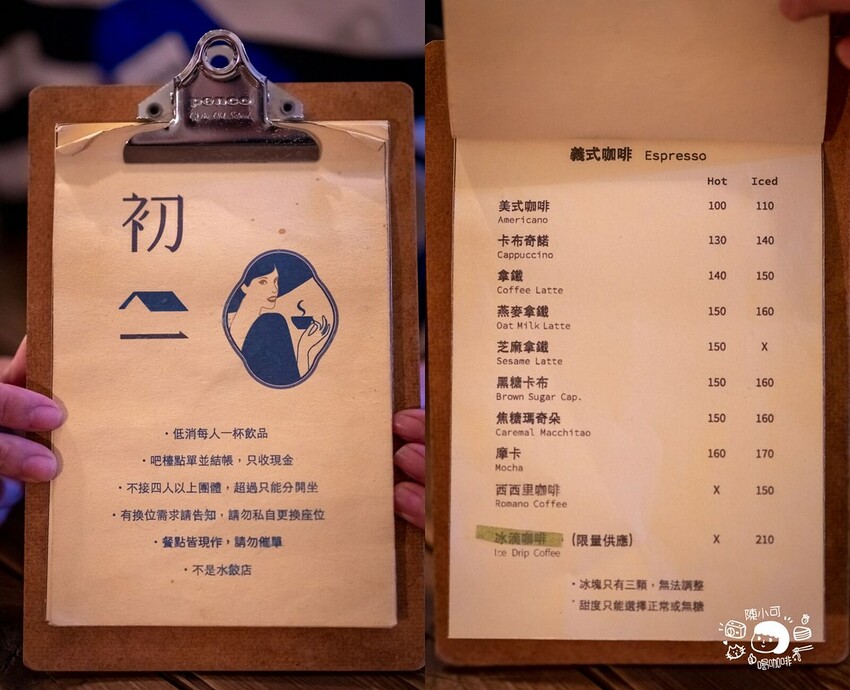 penco
初
二
・低消每人一杯飲品
・吧檯點單並結帳，只收現金
・不接四人以上團體，超過只能分開坐
・有換位需求請告知，請勿私自更換座位
・餐點皆現作，請勿催單
・不是水餃店
義式咖啡 Espresso
Hot Iced
美式咖啡 100 110
Americano
卡布奇諾 130 140
Cappuccino
拿鐵 140 150
Coffee Latte
燕麥拿鐵 150 160
Oat Milk Latte
芝麻拿鐵 150 X
Sesame Latte
黑糖卡布 150 160
Brown Sugar Cap.
焦糖瑪奇朵 150 160
Caremal Macchitao
摩卡 160 170
Mocha
西西里咖啡 X 150
Romano Coffee
冰滴咖啡 (限量供應) X 210
Ice Drip Coffee
・冰塊只有三顆，無法調整
・甜度只能選擇正常或無糖
陳小可
喝咖啡